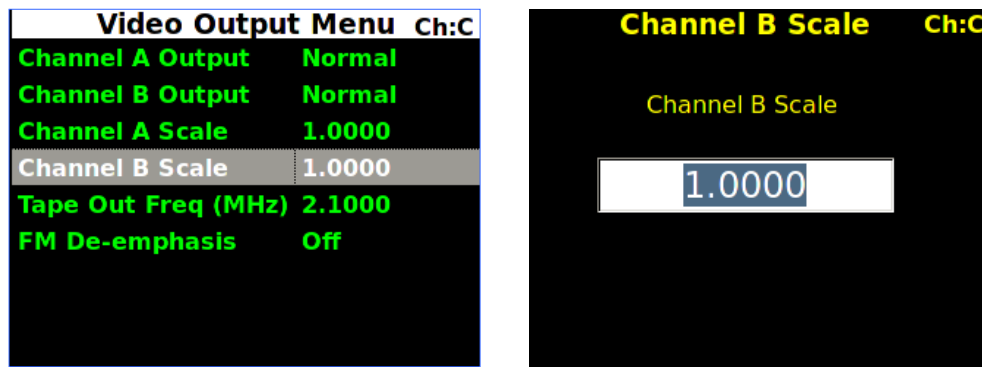 Video Output Menu Ch:C
Channel A Output Normal
Channel B Output Normal
Channel A Scale 1.0000
Channel B Scale 1.0000
Tape Out Freq (MHz) 2.1000
FM De-emphasis Off
Channel B Scale Ch:C
Channel B Scale
1.0000